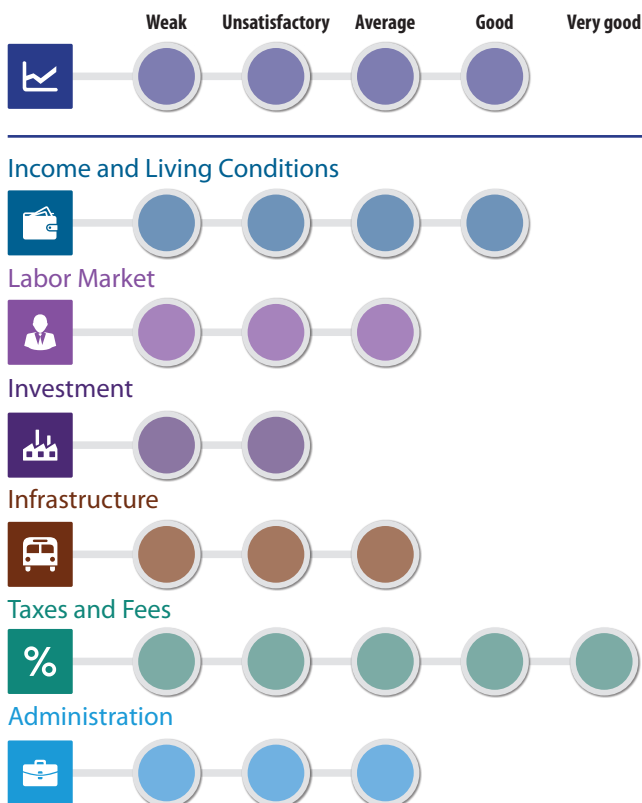 Weak Unsatisfactory Average Good Very good
Income and Living Conditions
Labor Market
Investment
Infrastructure
Taxes and Fees
%
Administration